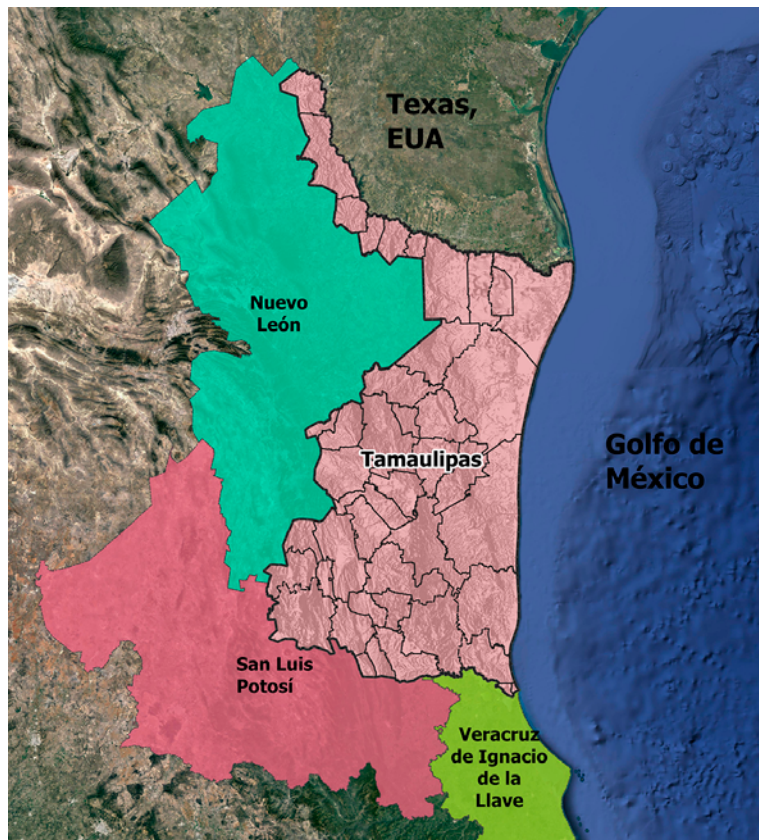 Texas,
EUA
Nuevo
León
Tamaulipas
Golfo de
México
San Luis
Potosí
Veracruz
de Ignacio
de la
Llave